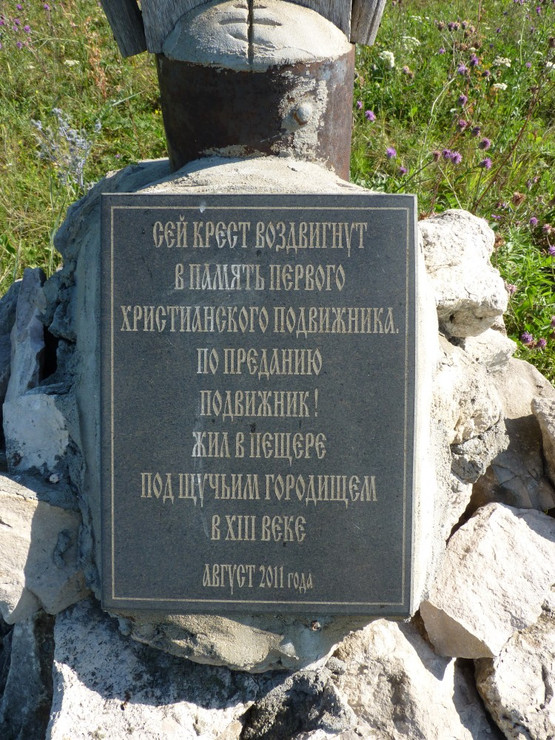 СЕЙ КРЕСТ ВОЗДВИГНУТ
В ПАМЯТЬ ПЕРВОГО
ХРИСТИАНСКОГО ПОДВИЖНИКА.
ПО ПРЕДАНИЮ
ПОДВИЖНИК!
ЖИЛ В ПЕЩЕРЕ
ПОД ЩУЧЬИМ ГОРОДИЩЕМ
В XIII ВЕКЕ
АВГУСТ 2011 года